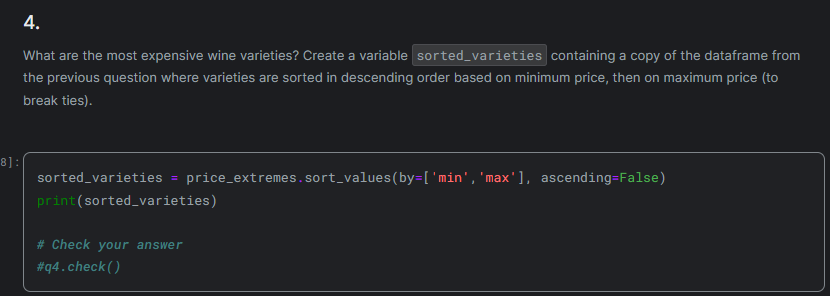 4.
What are the most expensive wine varieties? Create a variable sorted_varieties containing a copy of the dataframe from
the previous question where varieties are sorted in descending order based on minimum price, then on maximum price (to
break ties).
8]:
sorted_varieties = price_extremes.sort_values(by=['min','max'], ascending=False)
print(sorted_varieties)
# Check your answer
#q4.check()